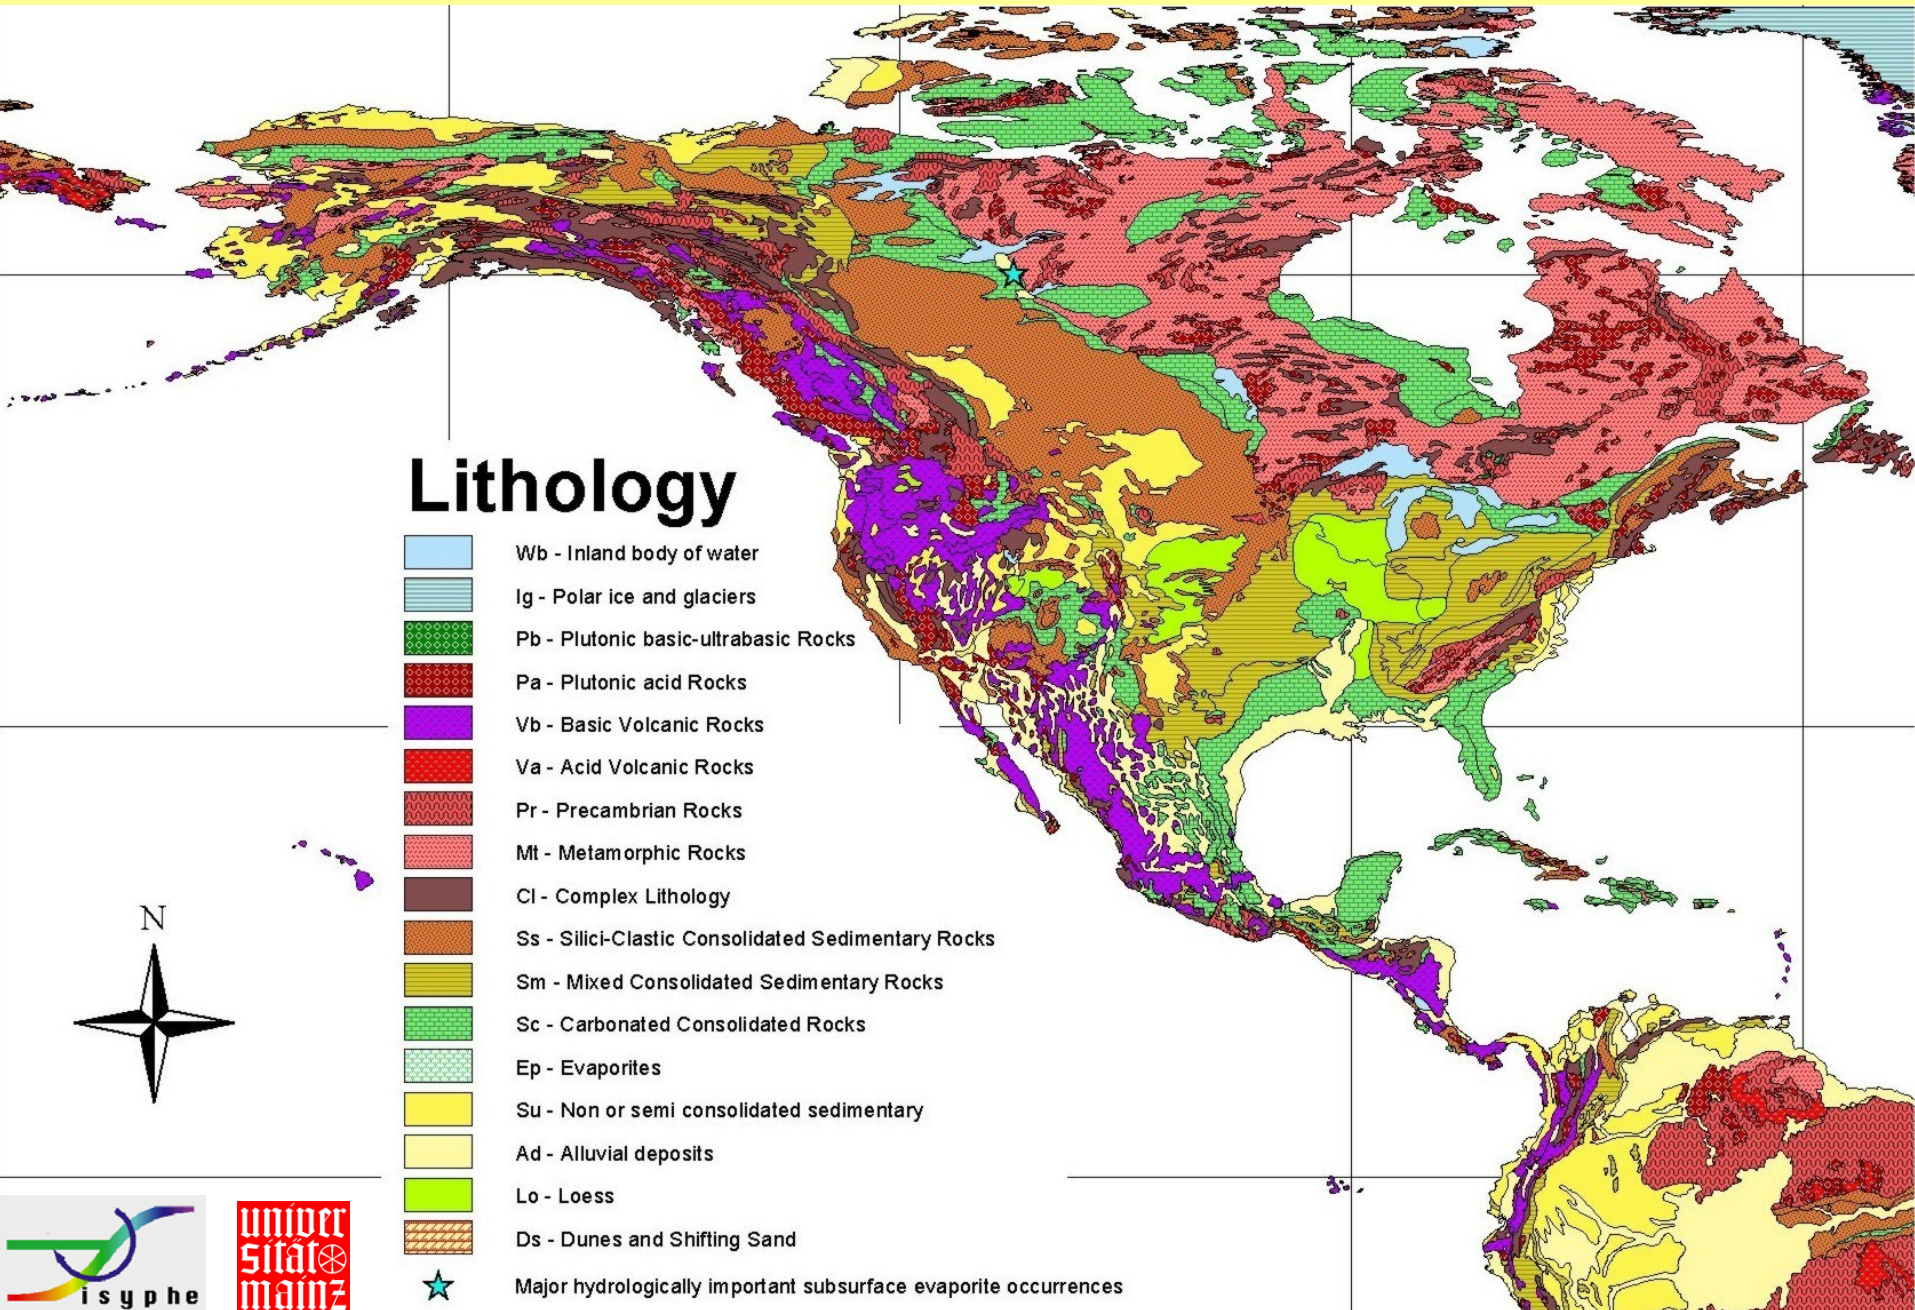 Lithology
Wb - Inland body of water
Ig - Polar ice and glaciers
Pb - Plutonic basic-ultrabasic Rocks
Pa - Plutonic acid Rocks
Vb - Basic Volcanic Rocks
Va - Acid Volcanic Rocks
Pr - Precambrian Rocks
Mt - Metamorphic Rocks
Cl - Complex Lithology
Ss - Silici-Clastic Consolidated Sedimentary Rocks
Sm - Mixed Consolidated Sedimentary Rocks
Sc - Carbonated Consolidated Rocks
Ep - Evaporites
Su - Non or semi consolidated sedimentary
Ad - Alluvial deposits
Lo - Loess
Ds - Dunes and Shifting Sand
Major hydrologically important subsurface evaporite occurrences
N
isyphe
univer
sität
mainz